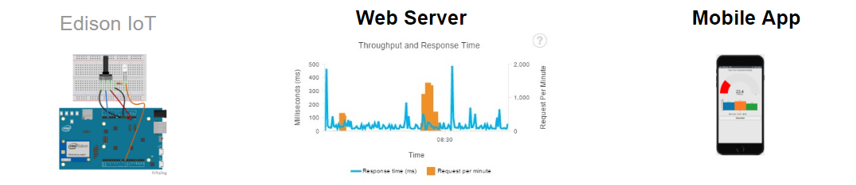 Edison IoT
Web Server
Mobile App
Throughput and Response Time
?
500
400
300
200
100
0
Milliseconds (ms)
2,000
1,000
0
Request Per Minute
08:30
Time
Response time (ms)
Request per minute